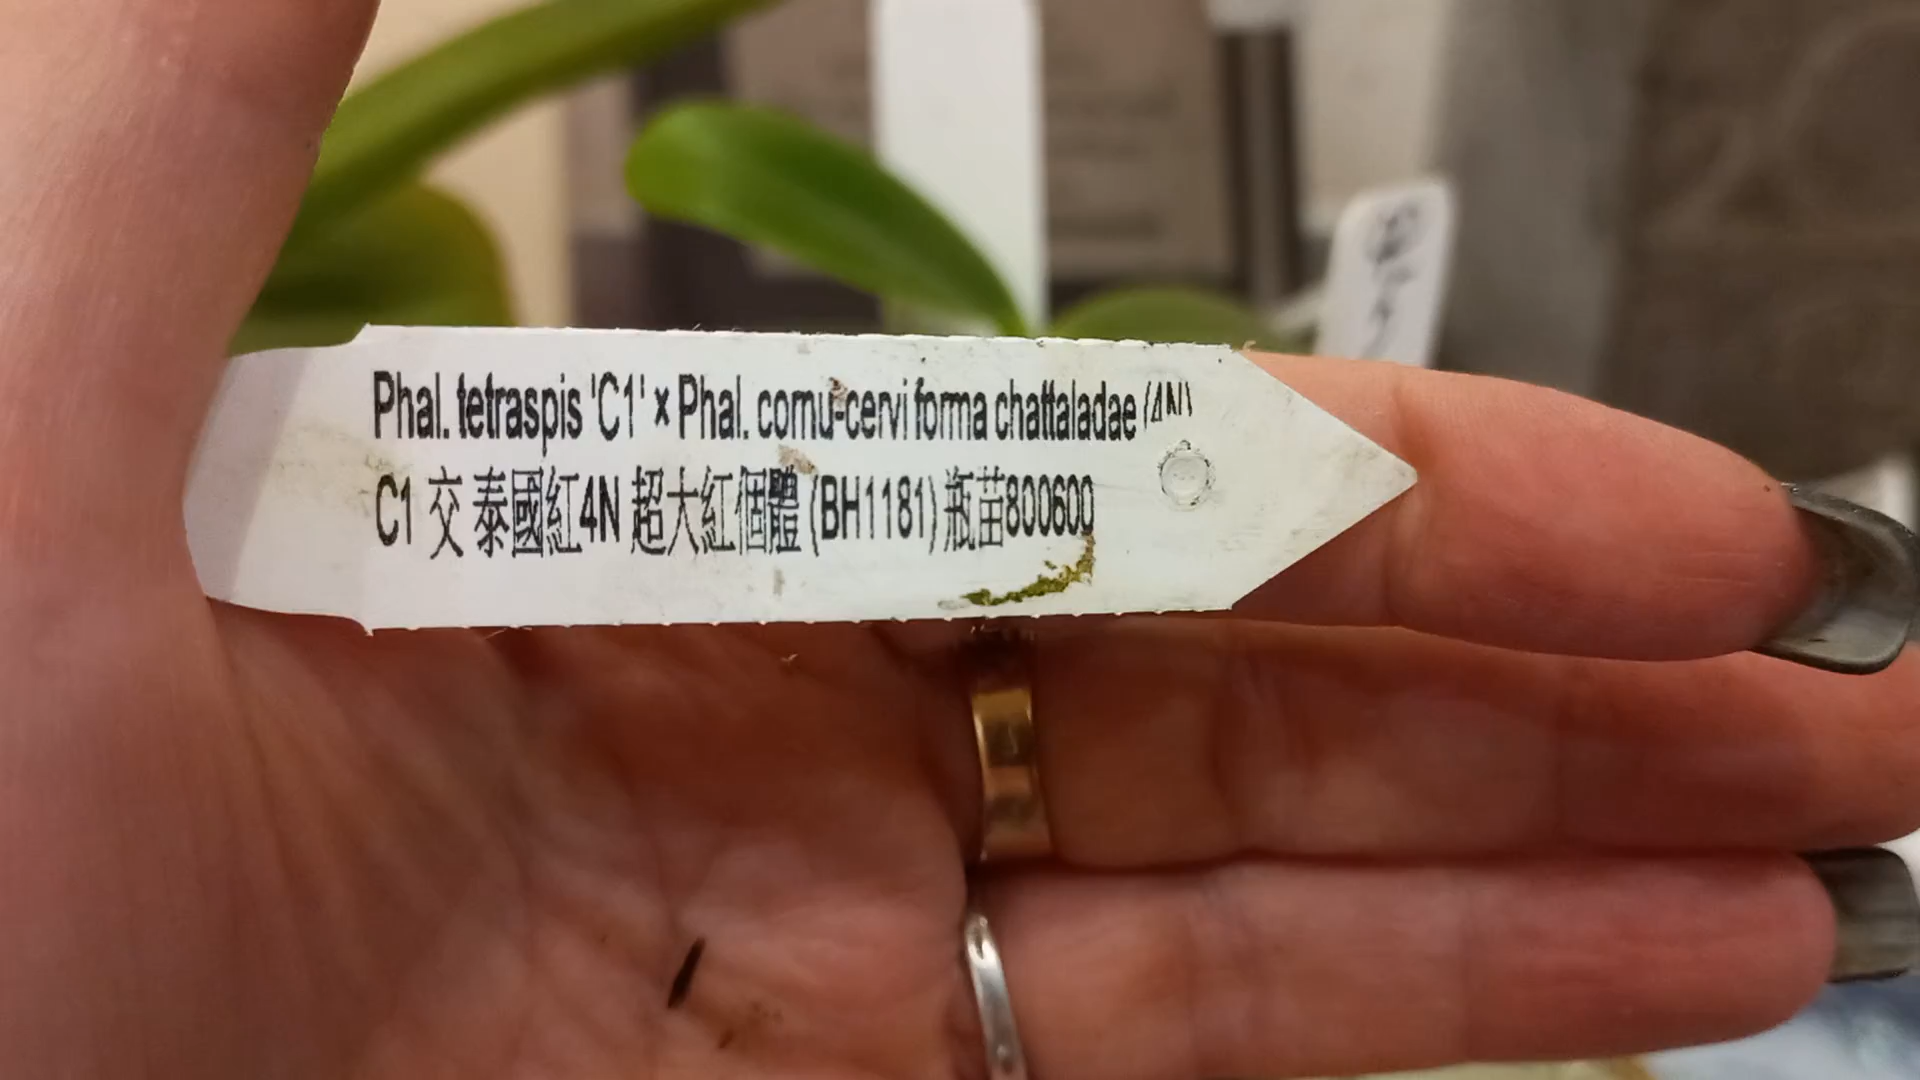 Phal. tetraspis 'C1' × Phal. cornu-cervi forma chattaladae (4N)
C1 交 泰國紅4N 超大紅個體 (BH1181) 瓶苗800600